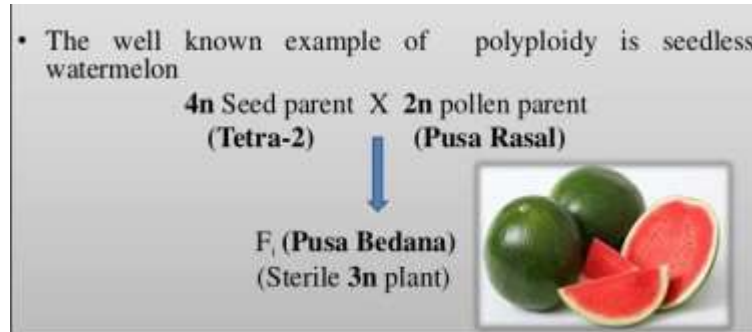 • The well known example of polyploidy is seedless
watermelon
4n Seed parent X 2n pollen parent
(Tetra-2) (Pusa Rasal)
F₁ (Pusa Bedana)
(Sterile 3n plant)